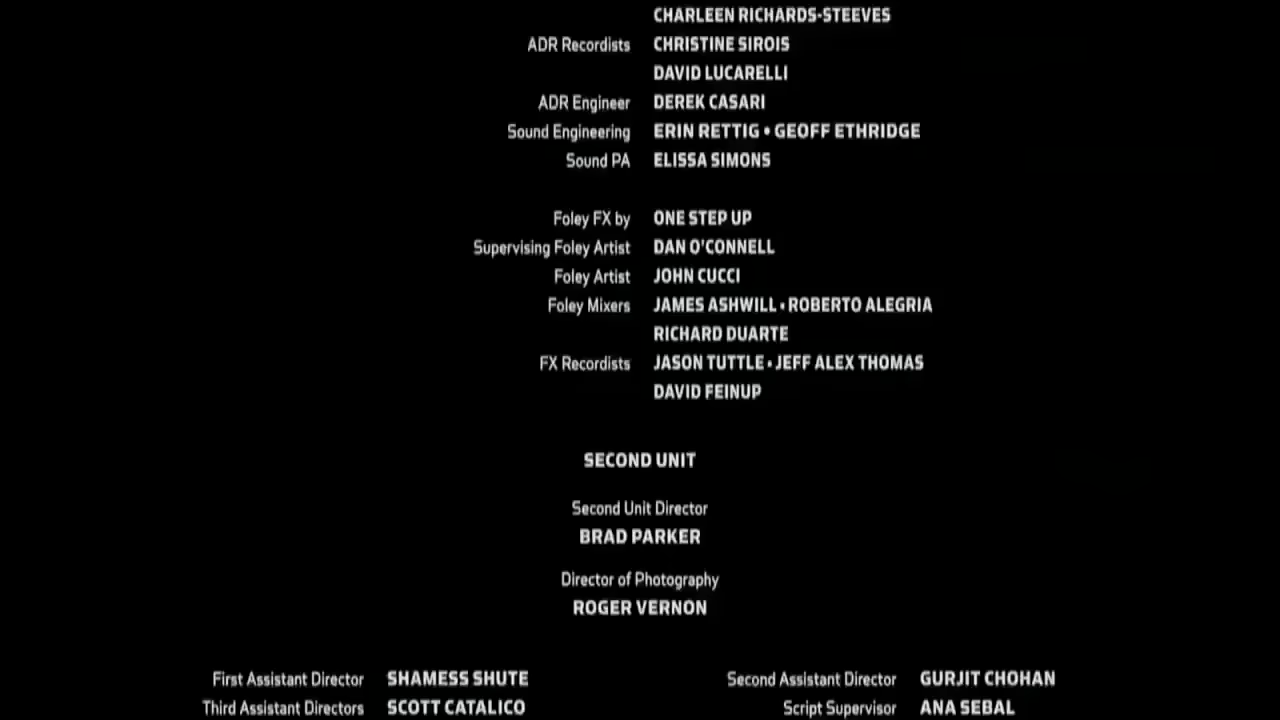 CHARLEEN RICHARDS-STEEVES
ADR Recordists CHRISTINE SIROIS
DAVID LUCARELLI
ADR Engineer DEREK CASARI
Sound Engineering ERIN RETTIG • GEOFF ETHRIDGE
Sound PA ELISSA SIMONS
Foley FX by ONE STEP UP
Supervising Foley Artist DAN O'CONNELL
Foley Artist JOHN CUCCI
Foley Mixers JAMES ASHWILL • ROBERTO ALEGRIA
RICHARD DUARTE
FX Recordists JASON TUTTLE • JEFF ALEX THOMAS
DAVID FEINUP
SECOND UNIT
Second Unit Director
BRAD PARKER
Director of Photography
ROGER VERNON
First Assistant Director SHAMESS SHUTE Second Assistant Director GURJIT CHOHAN
Third Assistant Directors SCOTT CATALICO Script Supervisor ANA SEBAL